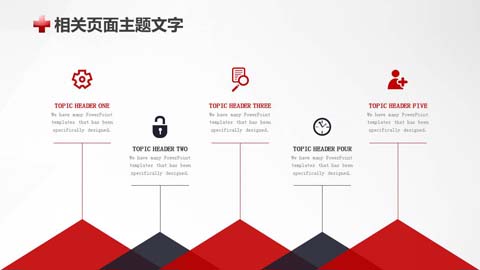 相关页面主题文字
TOPIC HEADER ONE
We have many PowerPoint
templates that has been
specifically designed.
TOPIC HEADER TWO
We have many PowerPoint
templates that has been
specifically designed.
TOPIC HEADER THREE
We have many PowerPoint
templates that has been
specifically designed.
TOPIC HEADER POUR
We have many PowerPoint
templates that has been
specifically designed.
TOPIC HEADER FIVE
We have many PowerPoint
templates that has been
specifically designed.